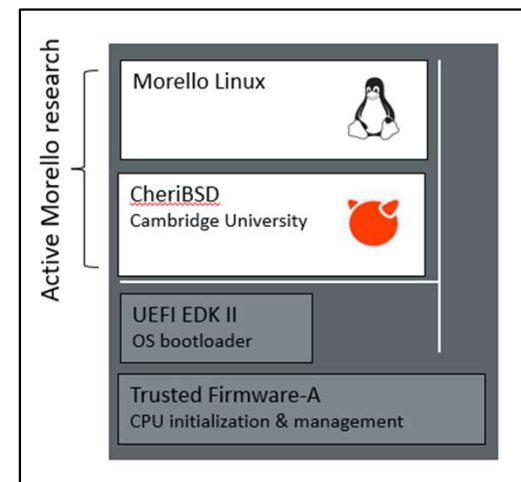 Active Morello research
Morello Linux
CheriBSD
Cambridge University
UEFI EDK II
OS bootloader
Trusted Firmware-A
CPU initialization & management